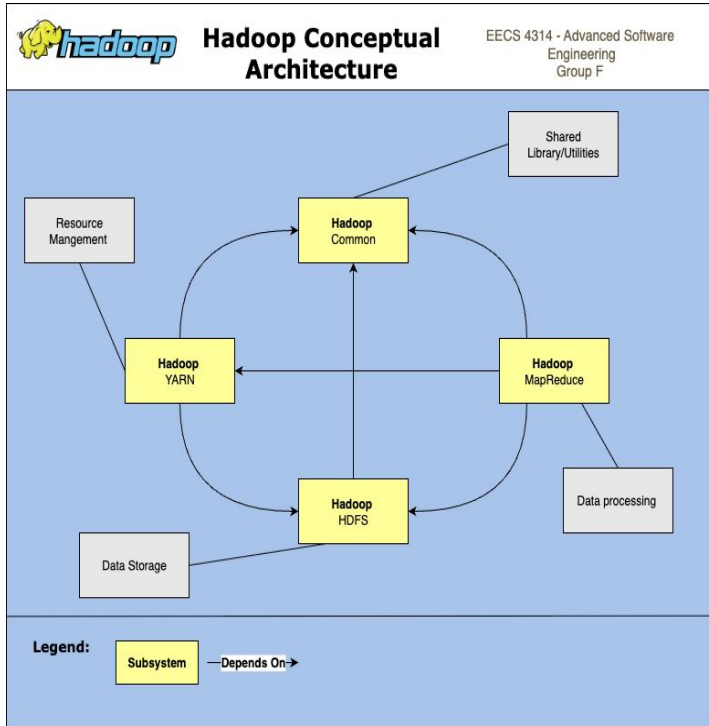 hadoop
Hadoop Conceptual
Architecture
EECS 4314 - Advanced Software
Engineering
Group F
Shared
Library/Utilities
Resource
Mangement
Hadoop
Common
Hadoop
YARN
Hadoop
MapReduce
Hadoop
HDFS
Data processing
Data Storage
Legend:
Subsystem
Depends On